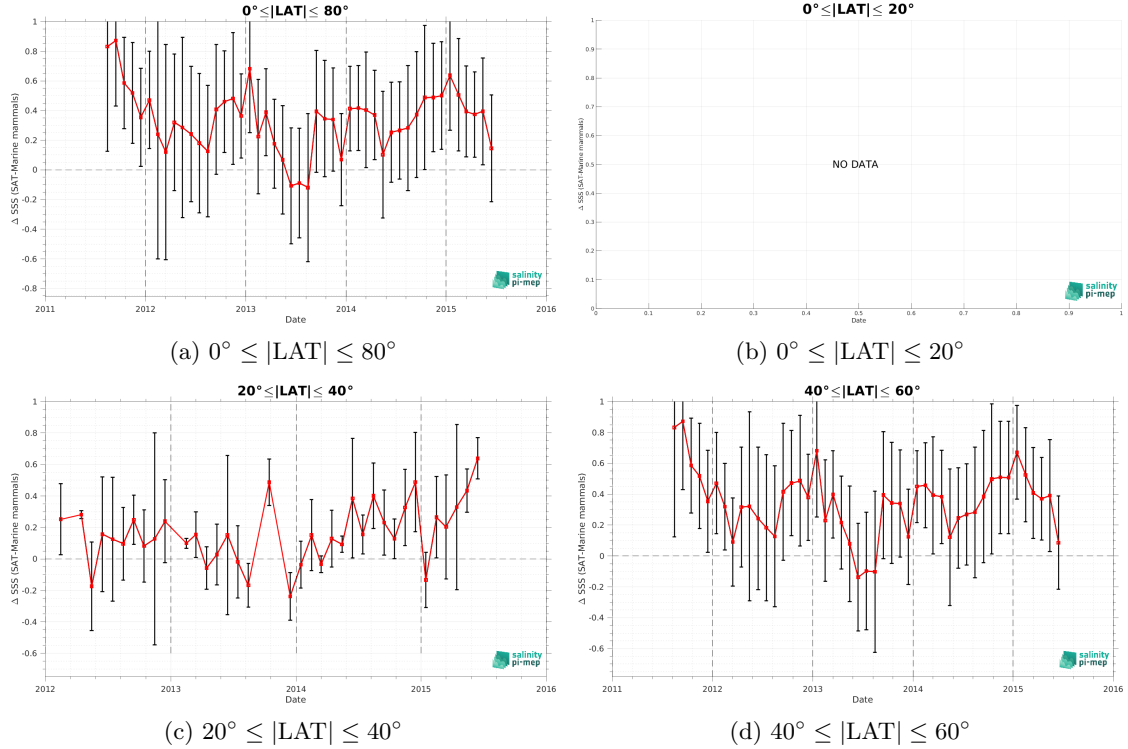 0°≤|LAT|≤ 80°
1
0.8
0.6
0.4
0.2
0
-0.2
-0.4
-0.6
-0.8
Δ SSS (SAT-Marine mammals)
2011 2012 2013 2014 2015 2016
Date
salinity
pi-mep
(a) 0° ≤ |LAT| ≤ 80°
0°≤|LAT|≤ 20°
1
0.9
0.8
0.7
0.6
0.5
0.4
0.3
0.2
0.1
0
Δ SSS (SAT-Marine mammals)
NO DATA
0 0.1 0.2 0.3 0.4 0.5 0.6 0.7 0.8 0.9 1
Date
salinity
pi-mep
(b) 0° ≤ |LAT| ≤ 20°
20°≤|LAT|≤ 40°
1
0.8
0.6
0.4
0.2
0
-0.2
-0.4
-0.6
Δ SSS (SAT-Marine mammals)
2012 2013 2014 2015 2016
Date
salinity
pi-mep
(c) 20° ≤ |LAT| ≤ 40°
40°≤|LAT|≤ 60°
1
0.8
0.6
0.4
0.2
0
-0.2
-0.4
-0.6
Δ SSS (SAT-Marine mammals)
2011 2012 2013 2014 2015 2016
Date
salinity
pi-mep
(d) 40° ≤ |LAT| ≤ 60°